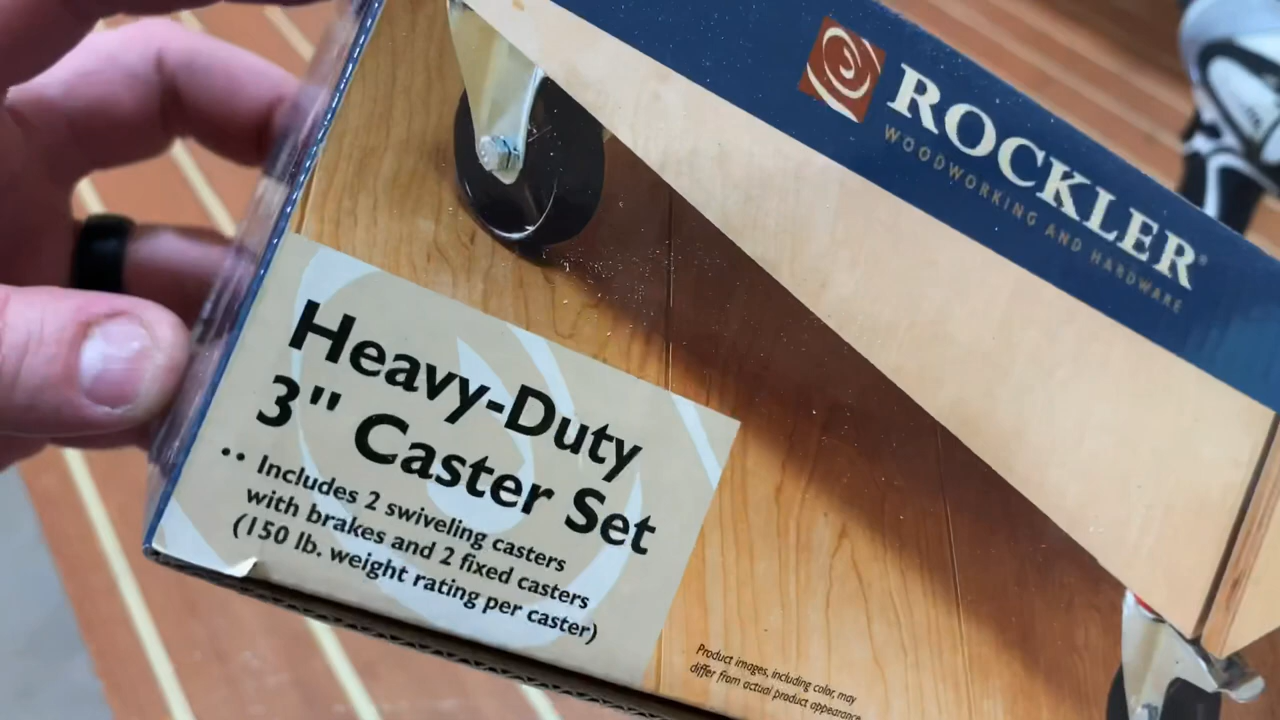 ROCKLER®
WOODWORKING AND HARDWARE
Heavy-Duty
3" Caster Set
•• Includes 2 swiveling casters
with brakes and 2 fixed casters
(150 lb. weight rating per caster)
Product images, including color, may
differ from actual product appearance